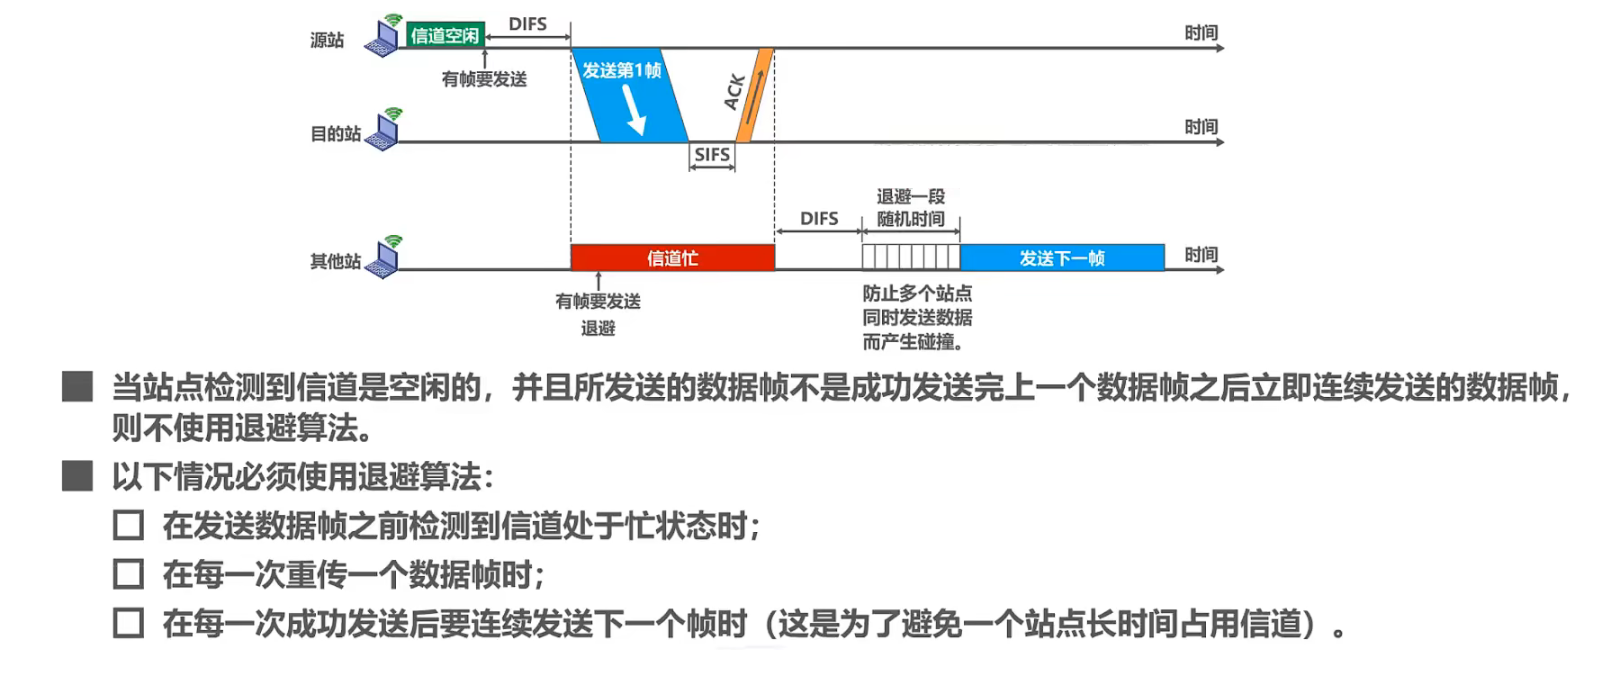 源站
信道空闲
DIFS
时间
有帧要发送
发送第1帧
ACK
目的站
时间
SIFS
退避一段
随机时间
DIFS
其他站
信道忙
发送下一帧
时间
有帧要发送
退避
防止多个站点
同时发送数据
而产生碰撞。
当站点检测到信道是空闲的，并且所发送的数据帧不是成功发送完上一个数据帧之后立即连续发送的数据帧，
则不使用退避算法。
以下情况必须使用退避算法：
在发送数据帧之前检测到信道处于忙状态时；
在每一次重传一个数据帧时；
在每一次成功发送后要连续发送下一个帧时（这是为了避免一个站点长时间占用信道）。